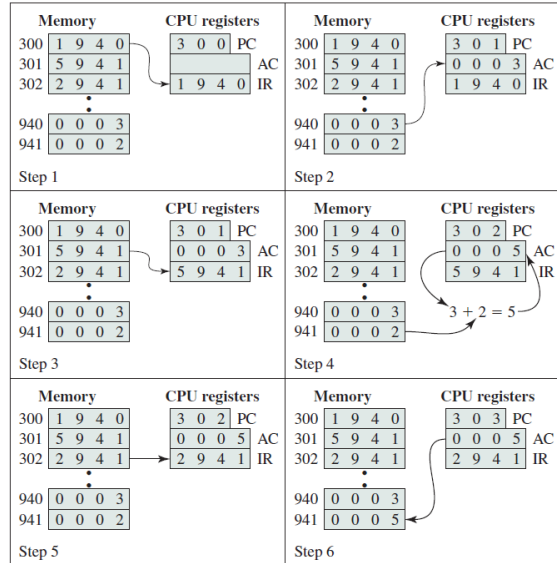 Memory CPU registers
300 1 9 4 0 3 0 0 PC
301 5 9 4 1 AC
302 2 9 4 1 1 9 4 0 IR
940 0 0 0 3
941 0 0 0 2
Step 1
Memory CPU registers
300 1 9 4 0 3 0 1 PC
301 5 9 4 1 0 0 0 3 AC
302 2 9 4 1 1 9 4 0 IR
940 0 0 0 3
941 0 0 0 2
Step 2
Memory CPU registers
300 1 9 4 0 3 0 1 PC
301 5 9 4 1 0 0 0 3 AC
302 2 9 4 1 5 9 4 1 IR
940 0 0 0 3
941 0 0 0 2
Step 3
Memory CPU registers
300 1 9 4 0 3 0 2 PC
301 5 9 4 1 0 0 0 5 AC
302 2 9 4 1 5 9 4 1 IR
940 0 0 0 3 3 + 2 = 5
941 0 0 0 2
Step 4
Memory CPU registers
300 1 9 4 0 3 0 2 PC
301 5 9 4 1 0 0 0 5 AC
302 2 9 4 1 2 9 4 1 IR
940 0 0 0 3
941 0 0 0 2
Step 5
Memory CPU registers
300 1 9 4 0 3 0 3 PC
301 5 9 4 1 0 0 0 5 AC
302 2 9 4 1 2 9 4 1 IR
940 0 0 0 3
941 0 0 0 5
Step 6